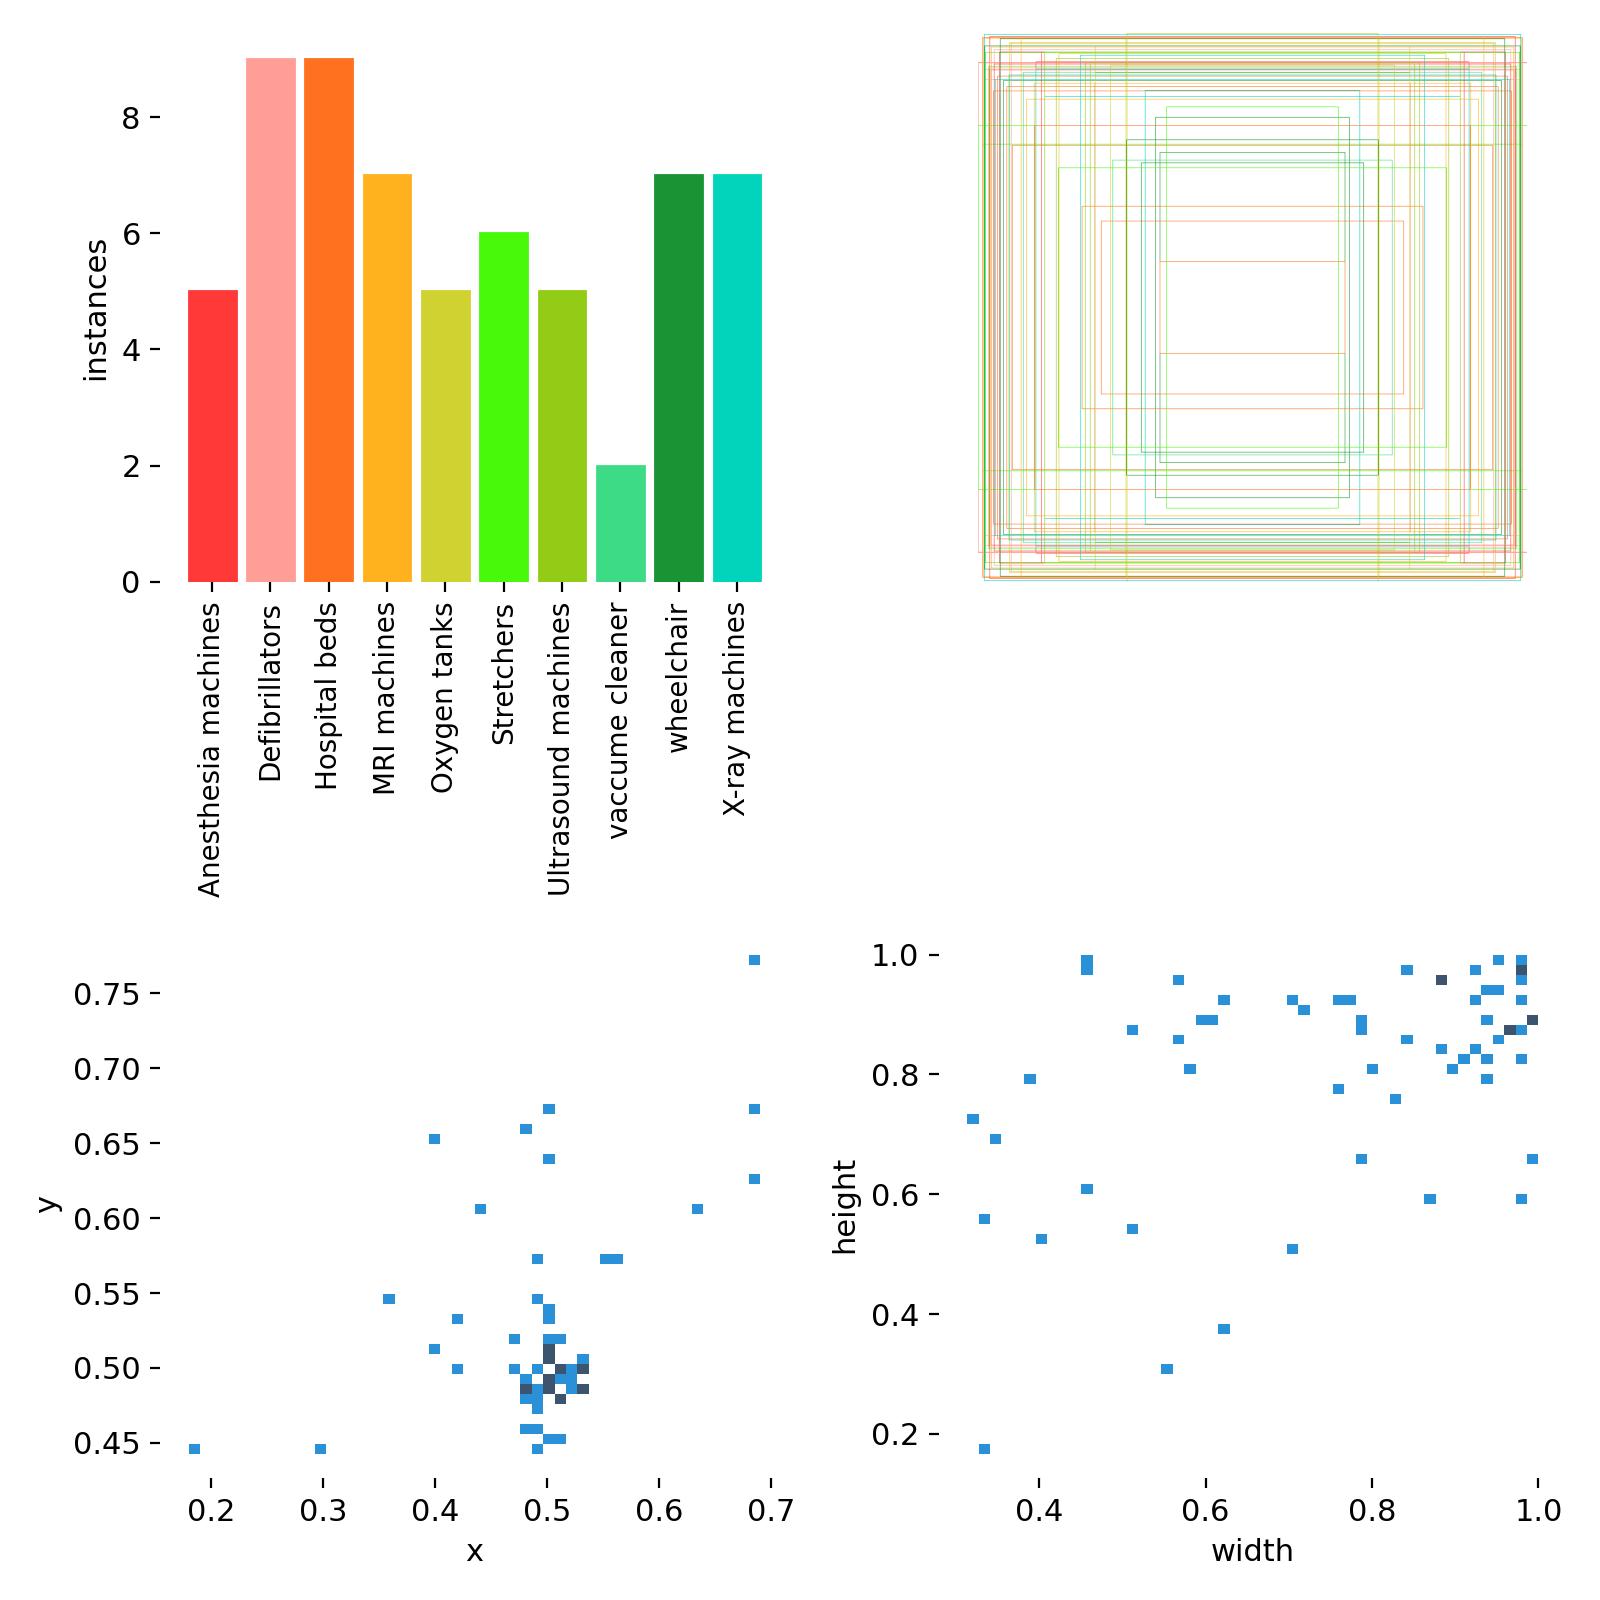 instances
8
6
4
2
0
Anesthesia machines
Defibrillators
Hospital beds
MRI machines
Oxygen tanks
Stretchers
Ultrasound machines
vaccume cleaner
wheelchair
X-ray machines
y
0.75
0.70
0.65
0.60
0.55
0.50
0.45
0.2 0.3 0.4 0.5 0.6 0.7
x
height
1.0
0.8
0.6
0.4
0.2
0.4 0.6 0.8 1.0
width